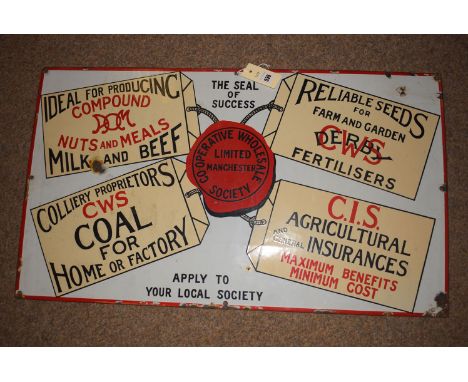 THE SEAL
OF
SUCCESS
IDEAL FOR PRODUCING
COMPOUND
NUTS AND MEALS
MILK AND BEEF
RELIABLE SEEDS
FOR
FARM AND GARDEN
CWS
FERTILISERS
CO-OPERATIVE WHOLESALE
LIMITED
MANCHESTER
SOCIETY
COLLIERY PROPRIETORS
CWS
COAL
FOR
HOME OR FACTORY
C.I.S.
AGRICULTURAL
AND GENERAL INSURANCES
MAXIMUM BENEFITS
MINIMUM COST
APPLY TO
YOUR LOCAL SOCIETY